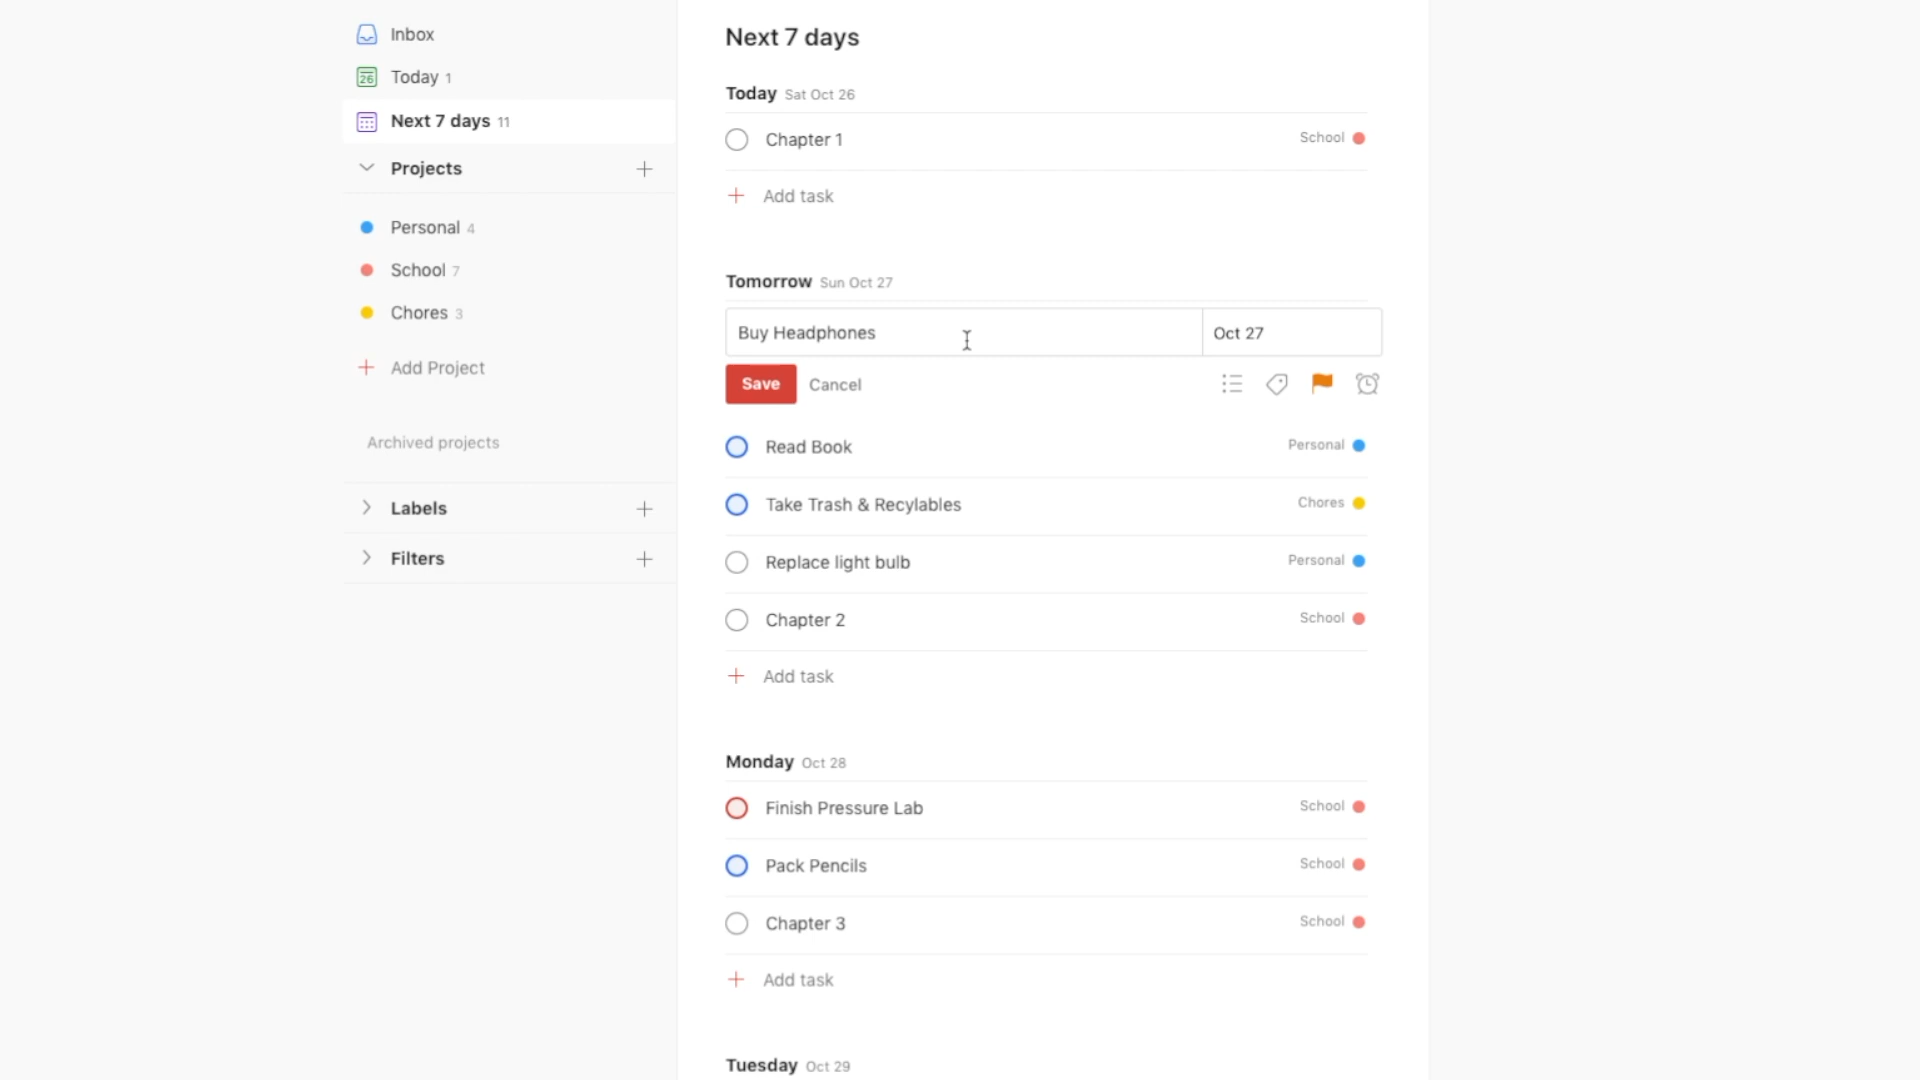 Inbox
26
Today 1
Next 7 days 11
Projects
Personal 4
School 7
Chores 3
Add Project
Archived projects
Labels
Filters
Next 7 days
Today Sat Oct 26
Chapter 1 School
Add task
Tomorrow Sun Oct 27
Buy Headphones Oct 27
Save Cancel
Read Book Personal
Take Trash & Recylables Chores
Replace light bulb Personal
Chapter 2 School
Add task
Monday Oct 28
Finish Pressure Lab School
Pack Pencils School
Chapter 3 School
Add task
Tuesday Oct 29